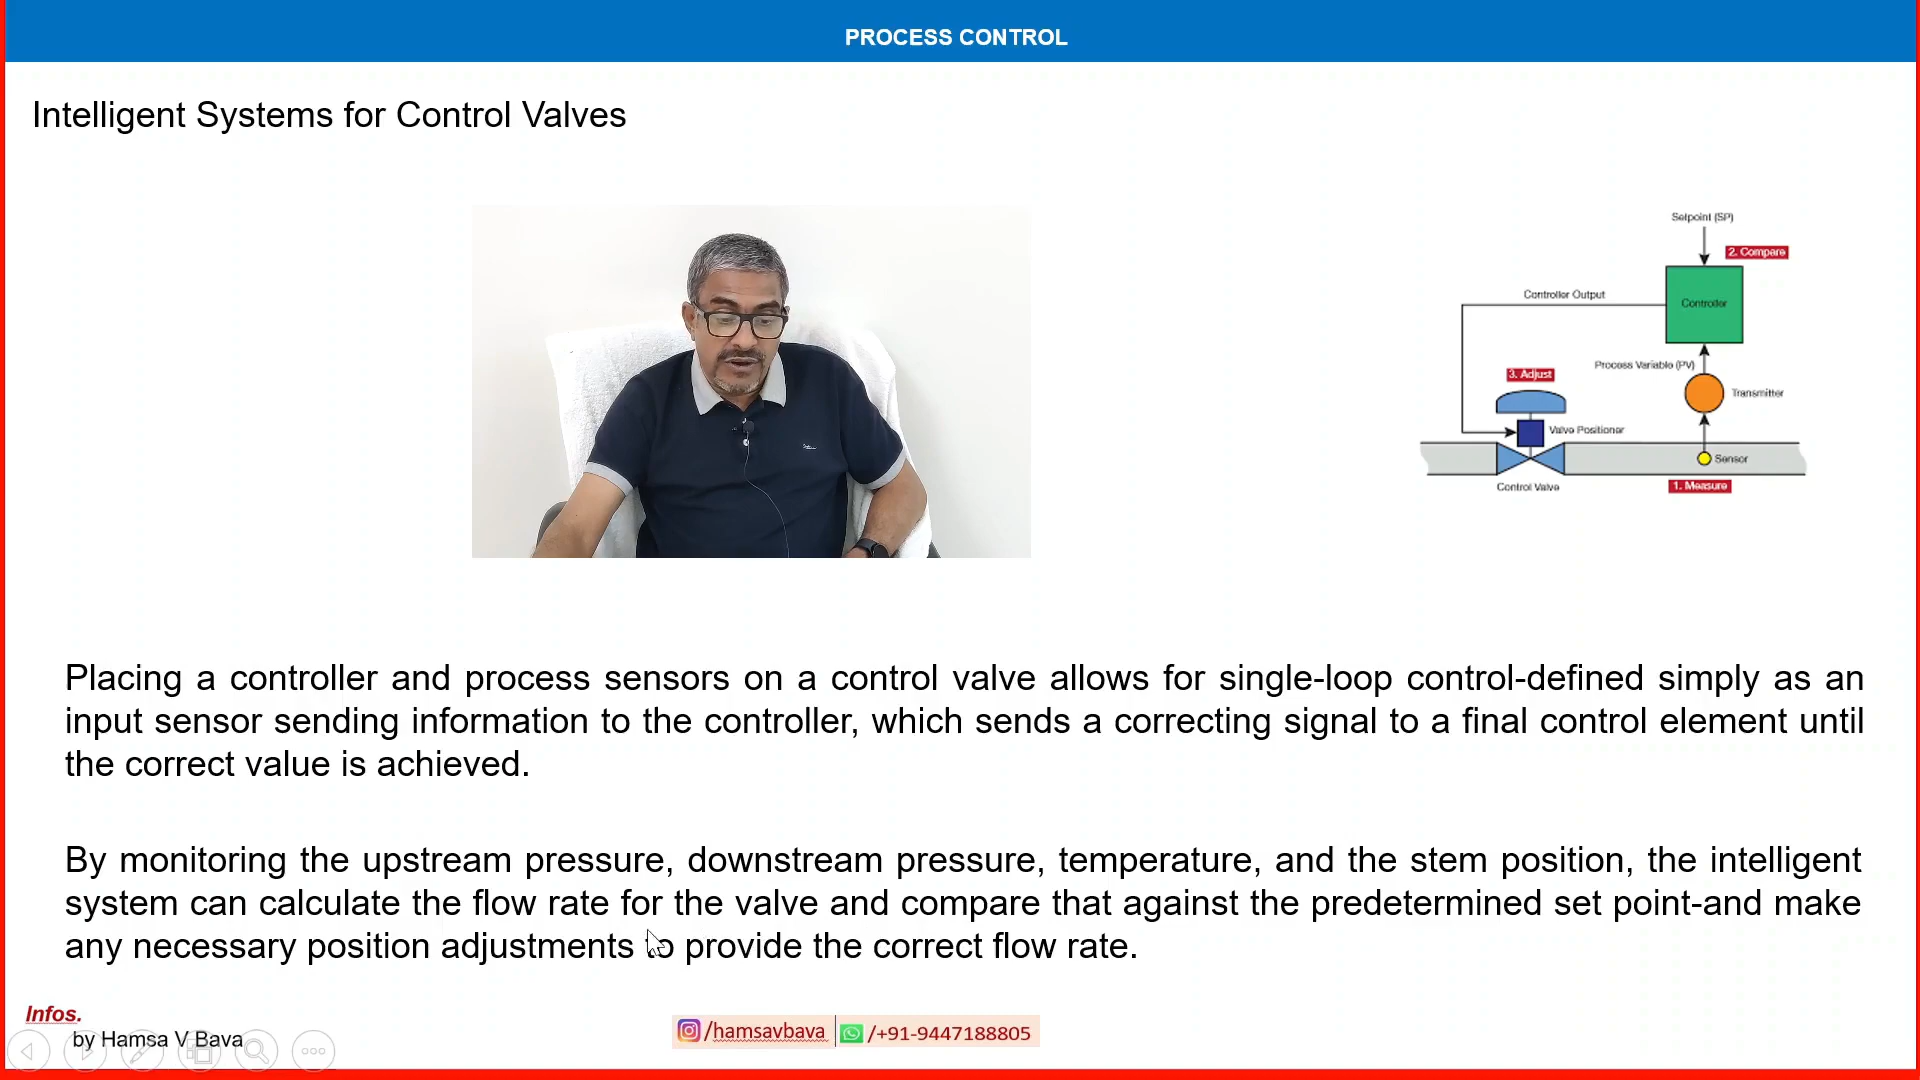 PROCESS CONTROL
Intelligent Systems for Control Valves
Setpoint (SP)
2. Compare
Controller Output
Controller
Process Variable (PV)
3. Adjust
Transmitter
Valve Positioner
Sensor
Control Valve
1. Measure
Placing a controller and process sensors on a control valve allows for single-loop control-defined simply as an
input sensor sending information to the controller, which sends a correcting signal to a final control element until
the correct value is achieved.
By monitoring the upstream pressure, downstream pressure, temperature, and the stem position, the intelligent
system can calculate the flow rate for the valve and compare that against the predetermined set point-and make
any necessary position adjustments to provide the correct flow rate.
Infos.
by Hamsa V Bava
/hamsavbava
/+91-9447188805